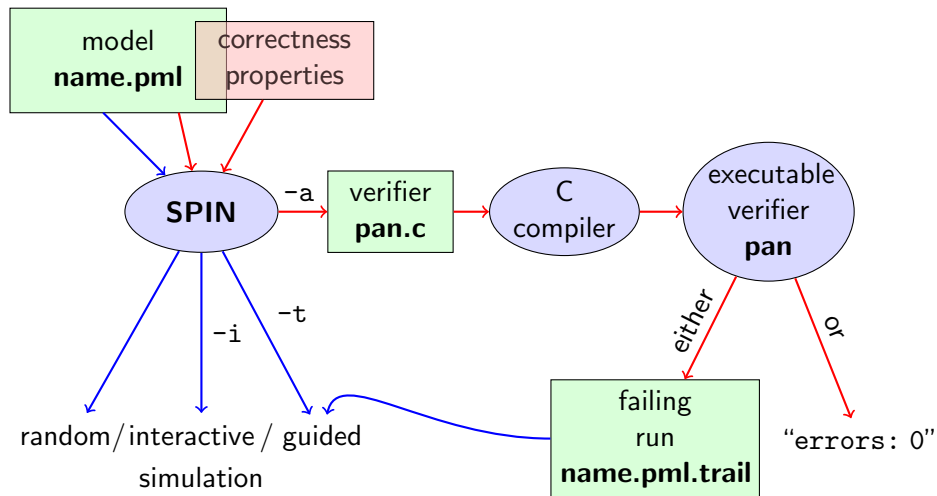 model
name.pml
correctness
properties
SPIN
-a
verifier
pan.c
C
compiler
executable
verifier
pan
-i
-t
either
or
random/interactive / guided
simulation
failing
run
name.pml.trail
“errors: 0”